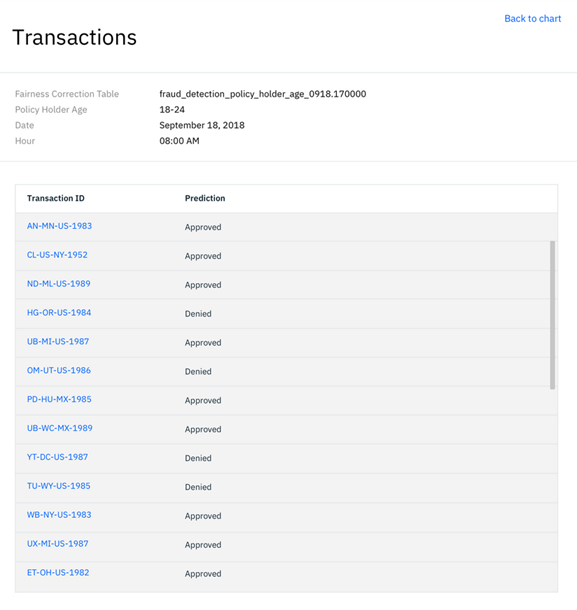 Back to chart
Transactions
Fairness Correction Table fraud_detection_policy_holder_age_0918.170000
Policy Holder Age 18-24
Date September 18, 2018
Hour 08:00 AM
Transaction ID Prediction
AN-MN-US-1983 Approved
CL-US-NY-1952 Approved
ND-ML-US-1989 Approved
HG-OR-US-1984 Denied
UB-MI-US-1987 Approved
OM-UT-US-1986 Denied
PD-HU-MX-1985 Approved
UB-WC-MX-1989 Approved
YT-DC-US-1987 Denied
TU-WY-US-1985 Denied
WB-NY-US-1983 Approved
UX-MI-US-1987 Approved
ET-OH-US-1982 Approved